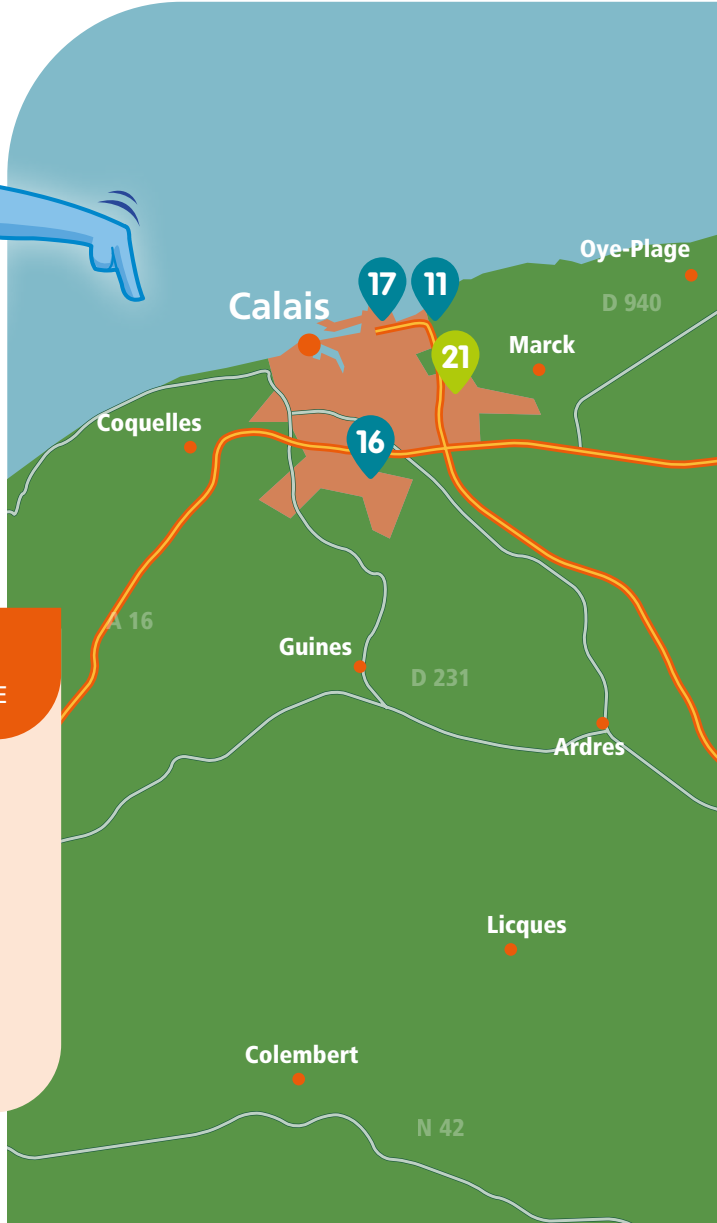 Oye-Plage
17
11
D 940
Calais
21
Marck
Coquelles
16
A 16
Guines
D 231
E
Ardres
Licques
Colembert
N 42